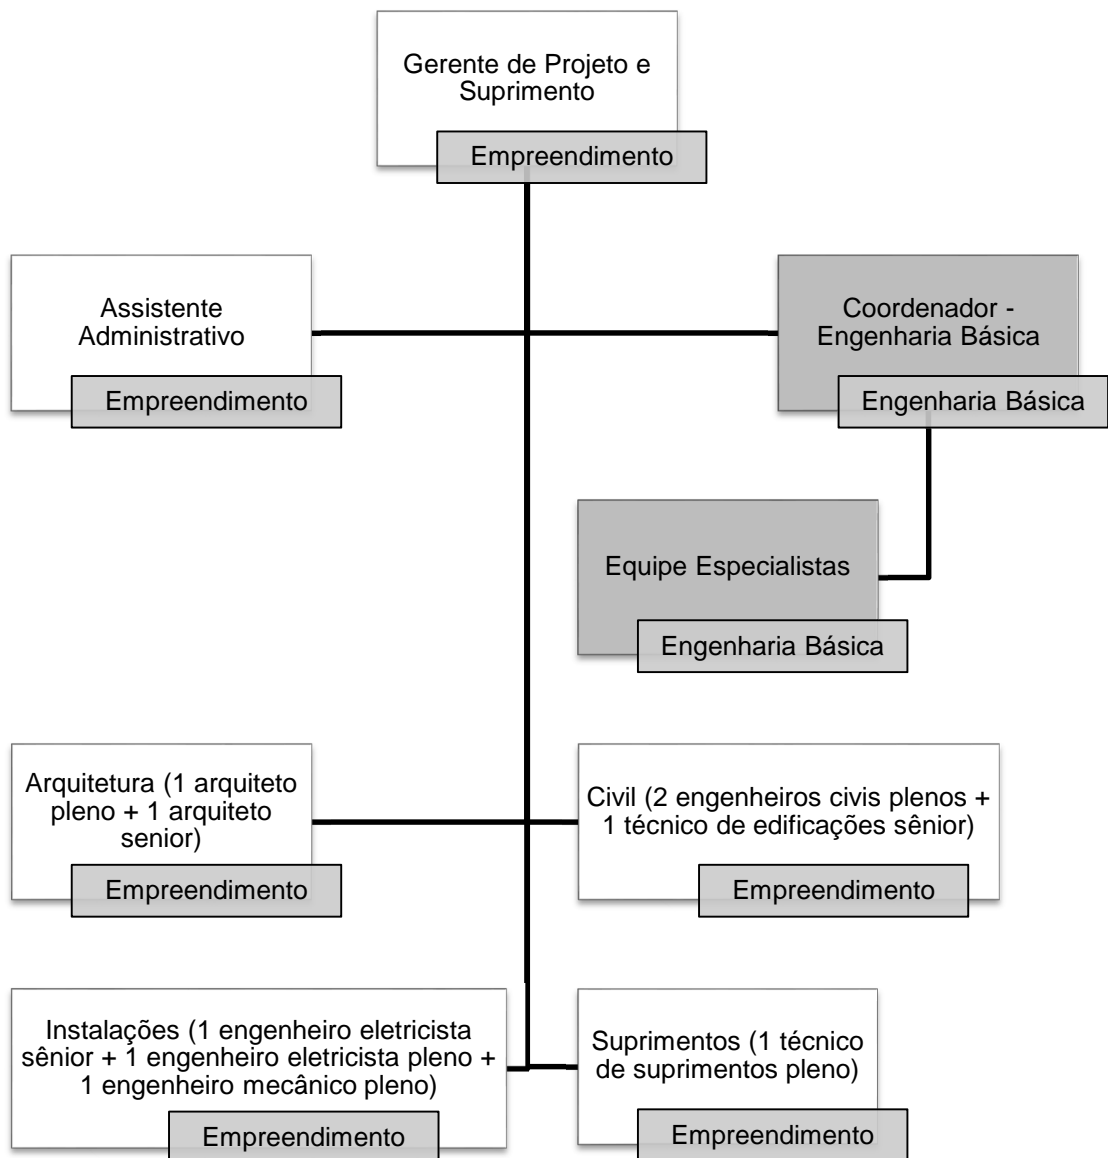 Gerente de Projeto e
Suprimento
Empreendimento
Assistente
Administrativo
Empreendimento
Coordenador -
Engenharia Básica
Engenharia Básica
Equipe Especialistas
Engenharia Básica
Arquitetura (1 arquiteto
pleno + 1 arquiteto
senior)
Empreendimento
Civil (2 engenheiros civis plenos +
1 técnico de edificações sênior)
Empreendimento
Instalações (1 engenheiro eletricista
sênior + 1 engenheiro eletricista pleno +
1 engenheiro mecânico pleno)
Empreendimento
Suprimentos (1 técnico
de suprimentos pleno)
Empreendimento